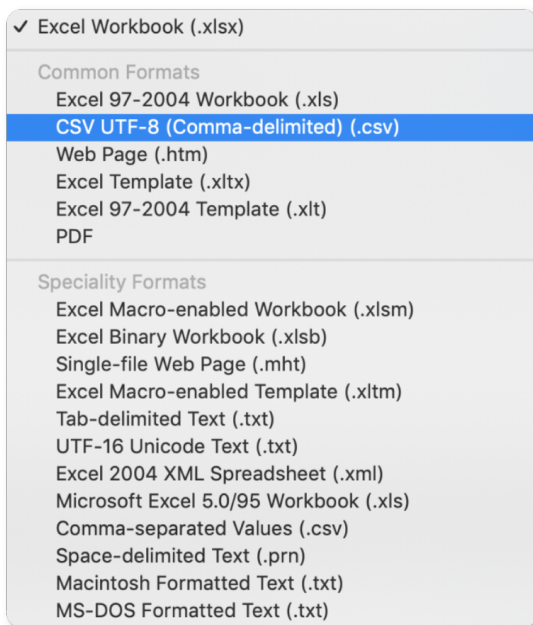 ✓ Excel Workbook (.xlsx)
Common Formats
Excel 97-2004 Workbook (.xls)
CSV UTF-8 (Comma-delimited) (.csv)
Web Page (.htm)
Excel Template (.xltx)
Excel 97-2004 Template (.xlt)
PDF
Speciality Formats
Excel Macro-enabled Workbook (.xlsm)
Excel Binary Workbook (.xlsb)
Single-file Web Page (.mht)
Excel Macro-enabled Template (.xltm)
Tab-delimited Text (.txt)
UTF-16 Unicode Text (.txt)
Excel 2004 XML Spreadsheet (.xml)
Microsoft Excel 5.0/95 Workbook (.xls)
Comma-separated Values (.csv)
Space-delimited Text (.prn)
Macintosh Formatted Text (.txt)
MS-DOS Formatted Text (.txt)